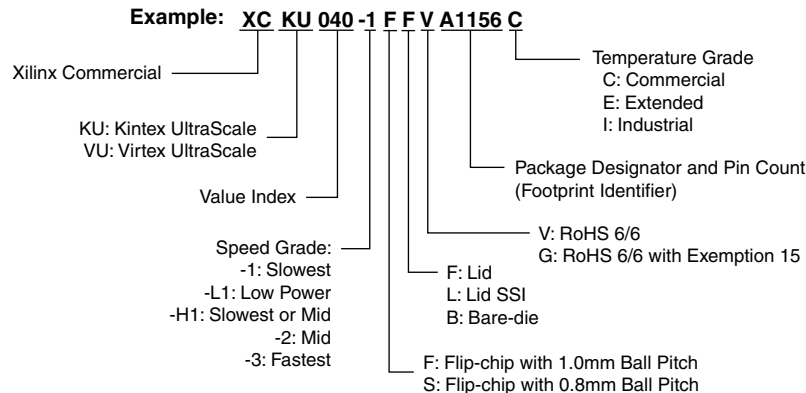 Example: XC KU 040 -1 F F V A1156 C
Xilinx Commercial
KU: Kintex UltraScale
VU: Virtex UltraScale
Value Index
Speed Grade:
-1: Slowest
-L1: Low Power
-H1: Slowest or Mid
-2: Mid
-3: Fastest
Temperature Grade
C: Commercial
E: Extended
I: Industrial
Package Designator and Pin Count
(Footprint Identifier)
V: RoHS 6/6
G: RoHS 6/6 with Exemption 15
F: Lid
L: Lid SSI
B: Bare-die
F: Flip-chip with 1.0mm Ball Pitch
S: Flip-chip with 0.8mm Ball Pitch